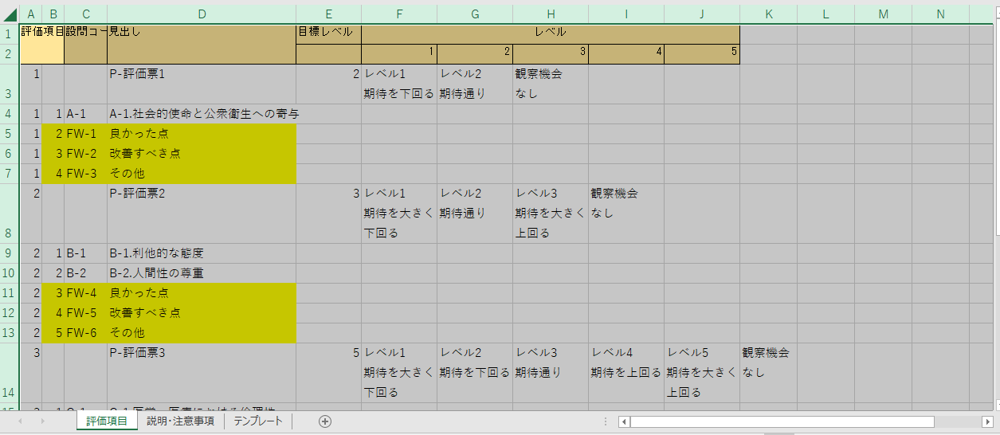 A B C D E F G H I J K L M N
1 評価項目 設問コー 見出し 目標レベル レベル
2 1 2 3 4 5
3 1 P-評価票1 2 レベル1 レベル2 観察機会
期待を下回る 期待通り なし
4 1 1 A-1 A-1.社会的使命と公衆衛生への寄与
5 1 2 FW-1 良かった点
6 1 3 FW-2 改善すべき点
7 1 4 FW-3 その他
8 2 P-評価票2 3 レベル1 レベル2 レベル3 観察機会
期待を大きく 期待通り 期待を大きく なし
下回る 上回る
9 2 1 B-1 B-1.利他的な態度
10 2 2 B-2 B-2.人間性の尊重
11 2 3 FW-4 良かった点
12 2 4 FW-5 改善すべき点
13 2 5 FW-6 その他
14 3 P-評価票3 5 レベル1 レベル2 レベル3 レベル4 レベル5 観察機会
期待を大きく 期待を下回る 期待通り 期待を上回る 期待を大きく なし
下回る 上回る
評価項目 説明・注意事項 テンプレート